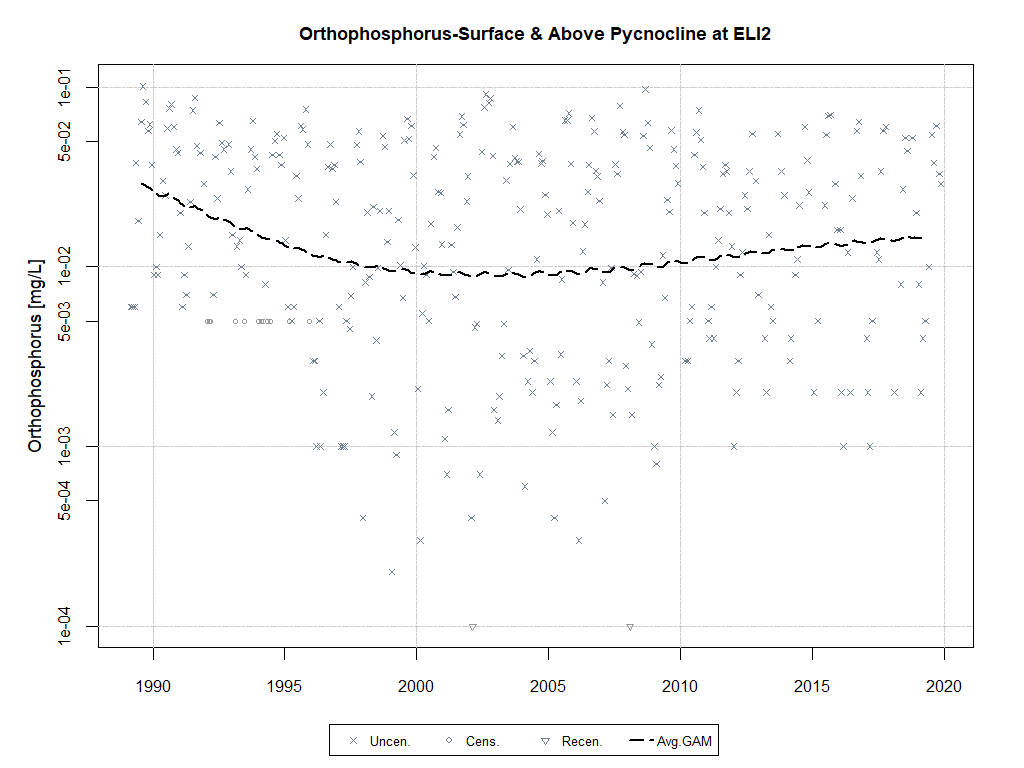 Orthophosphorus-Surface & Above Pycnocline at ELI2
Orthophosphorus [mg/L]
1e-01
5e-02
1e-02
5e-03
1e-03
5e-04
1e-04
1990 1995 2000 2005 2010 2015 2020
Uncen. Cens. Recen. Avg.GAM